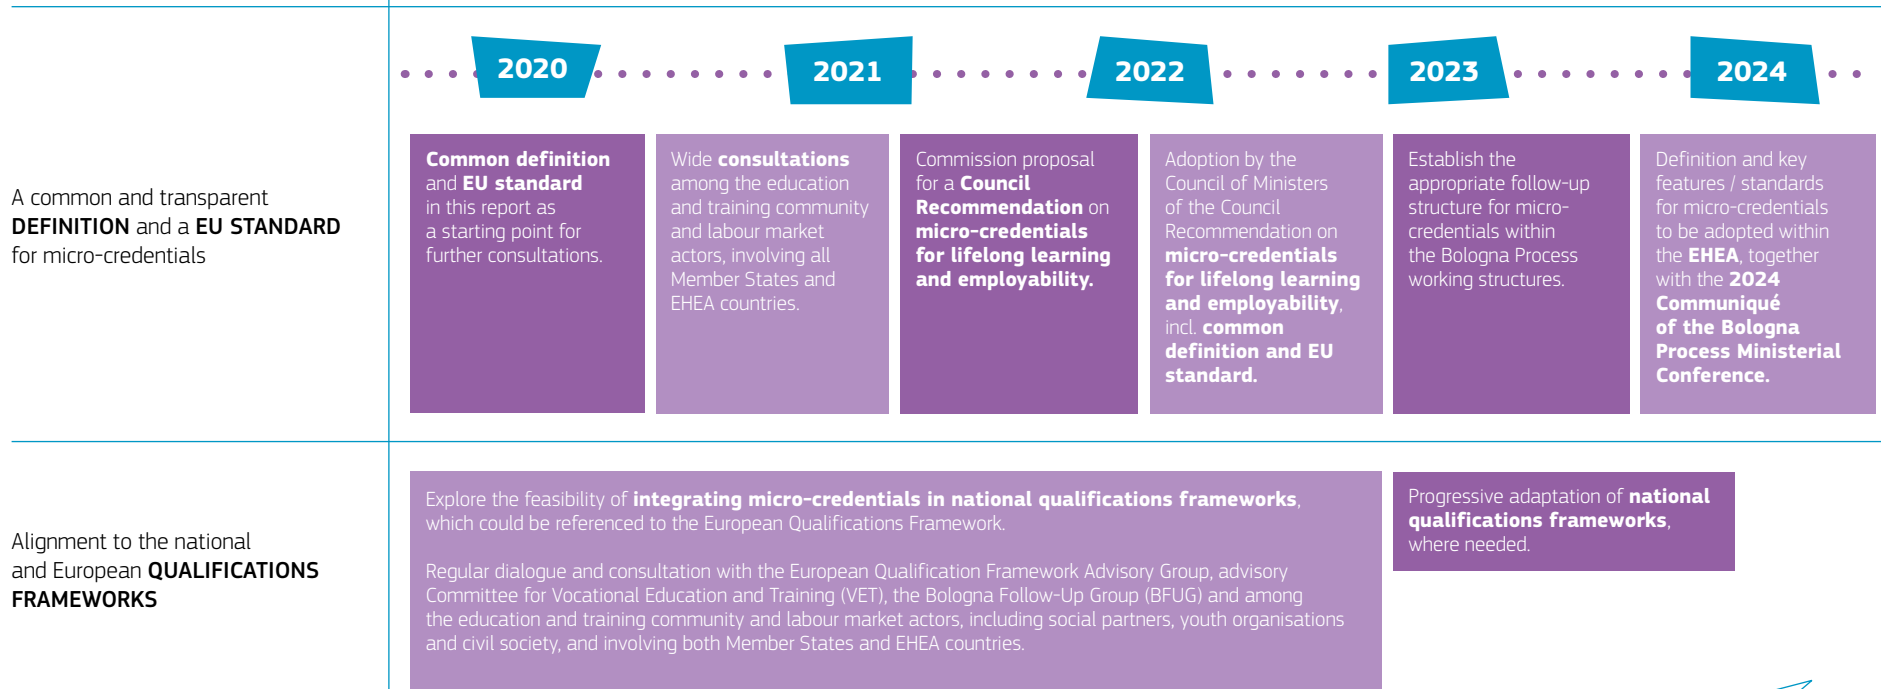 2020
2021
2022
2023
2024
A common and transparent
DEFINITION and a EU STANDARD
for micro-credentials
Common definition
and EU standard
in this report as
a starting point for
further consultations.
Wide consultations
among the education
and training community
and labour market
actors, involving all
Member States and
EHEA countries.
Commission proposal
for a Council
Recommendation on
micro-credentials
for lifelong learning
and employability.
Adoption by the
Council of Ministers
of the Council
Recommendation on
micro-credentials
for lifelong learning
and employability,
incl. common
definition and EU
standard.
Establish the
appropriate follow-up
structure for micro-
credentials within
the Bologna Process
working structures.
Definition and key
features / standards
for micro-credentials
to be adopted within
the EHEA, together
with the 2024
Communiqué
of the Bologna
Process Ministerial
Conference.
Alignment to the national
and European QUALIFICATIONS
FRAMEWORKS
Explore the feasibility of integrating micro-credentials in national qualifications frameworks,
which could be referenced to the European Qualifications Framework.
Regular dialogue and consultation with the European Qualification Framework Advisory Group, advisory
Committee for Vocational Education and Training (VET), the Bologna Follow-Up Group (BFUG) and among
the education and training community and labour market actors, including social partners, youth organisations
and civil society, and involving both Member States and EHEA countries.
Progressive adaptation of national
qualifications frameworks,
where needed.